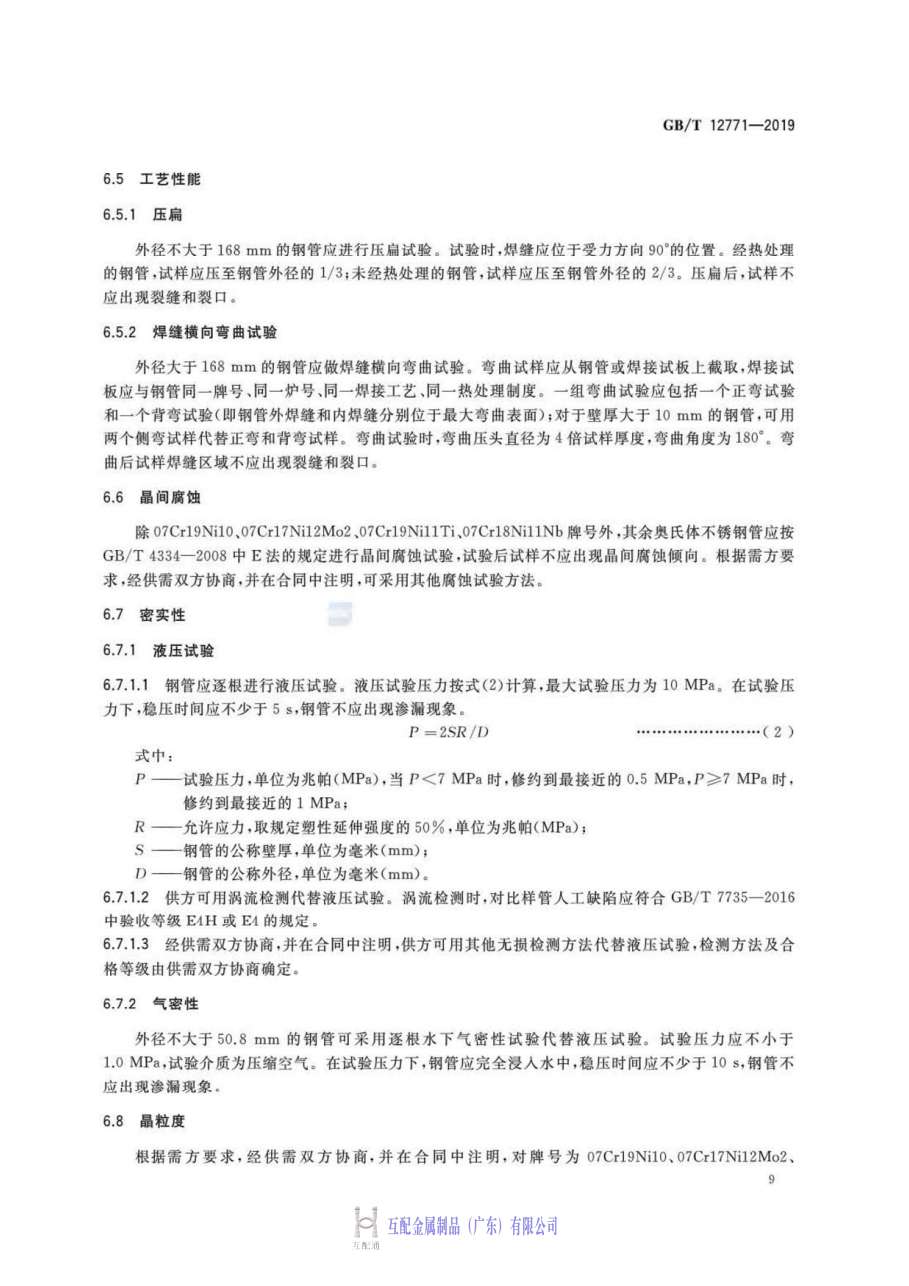 GB/T 12771—2019
6.5 工艺性能
6.5.1 压扁
外径不大于 168 mm 的钢管应进行压扁试验。试验时,焊缝应位于受力方向 90°的位置。经热处理
的钢管,试样应压至钢管外径的 1/3;未经热处理的钢管,试样应压至钢管外径的 2/3。压扁后,试样不
应出现裂缝和裂口。
6.5.2 焊缝横向弯曲试验
外径大于 168 mm 的钢管应做焊缝横向弯曲试验。弯曲试样应从钢管或焊接试板上截取,焊接试
板应与钢管同一牌号、同一炉号、同一焊接工艺、同一热处理制度。一组弯曲试验应包括一个正弯试验
和一个背弯试验(即钢管外焊缝和内焊缝分别位于最大弯曲表面);对于壁厚大于 10 mm 的钢管,可用
两个侧弯试样代替正弯和背弯试样。弯曲试验时,弯曲压头直径为 4 倍试样厚度,弯曲角度为 180°。弯
曲后试样焊缝区域不应出现裂缝和裂口。
6.6 晶间腐蚀
除 07Cr19Ni10、07Cr17Ni12Mo2、07Cr19Ni11Ti、07Cr18Ni11Nb 牌号外,其余奥氏体不锈钢管应按
GB/T 4334—2008 中 E 法的规定进行晶间腐蚀试验,试验后试样不应出现晶间腐蚀倾向。根据需方要
求,经供需双方协商,并在合同中注明,可采用其他腐蚀试验方法。
6.7 密实性
6.7.1 液压试验
6.7.1.1 钢管应逐根进行液压试验。液压试验压力按式(2)计算,最大试验压力为 10 MPa。在试验压
力下,稳压时间应不少于 5 s,钢管不应出现渗漏现象。
P=2SR/D ……………………( 2 )
式中:
P ——试验压力,单位为兆帕(MPa),当 P<7 MPa 时,修约到最接近的 0.5 MPa,P≥7 MPa 时,
修约到最接近的 1 MPa;
R ——允许应力,取规定塑性延伸强度的 50%,单位为兆帕(MPa);
S ——钢管的公称壁厚,单位为毫米(mm);
D ——钢管的公称外径,单位为毫米(mm)。
6.7.1.2 供方可用涡流检测代替液压试验。涡流检测时,对比样管人工缺陷应符合 GB/T 7735—2016
中验收等级 E4H 或 E4 的规定。
6.7.1.3 经供需双方协商,并在合同中注明,供方可用其他无损检测方法代替液压试验,检测方法及合
格等级由供需双方协商确定。
6.7.2 气密性
外径不大于 50.8 mm 的钢管可采用逐根水下气密性试验代替液压试验。试验压力应不小于
1.0 MPa,试验介质为压缩空气。在试验压力下,钢管应完全浸入水中,稳压时间应不少于 10 s,钢管不
应出现渗漏现象。
6.8 晶粒度
根据需方要求,经供需双方协商,并在合同中注明,对牌号为 07Cr19Ni10、07Cr17Ni12Mo2、
9
互配金属制品(广东)有限公司
互配通